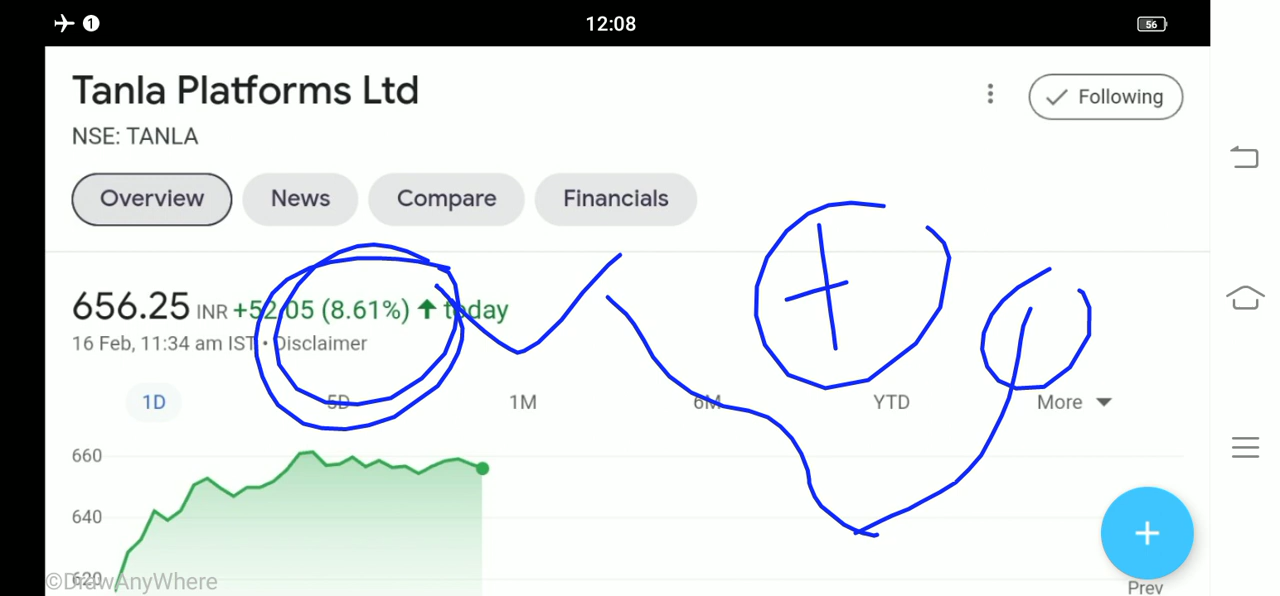 1 12:08 56
Tanla Platforms Ltd
Following
NSE: TANLA
Overview News Compare Financials
656.25 INR +52.05 (8.61%) ↑ today
16 Feb, 11:34 am IST • Disclaimer
1D 5D 1M 6M YTD More
660
640
620
©DrawAnyWhere
+
Prev